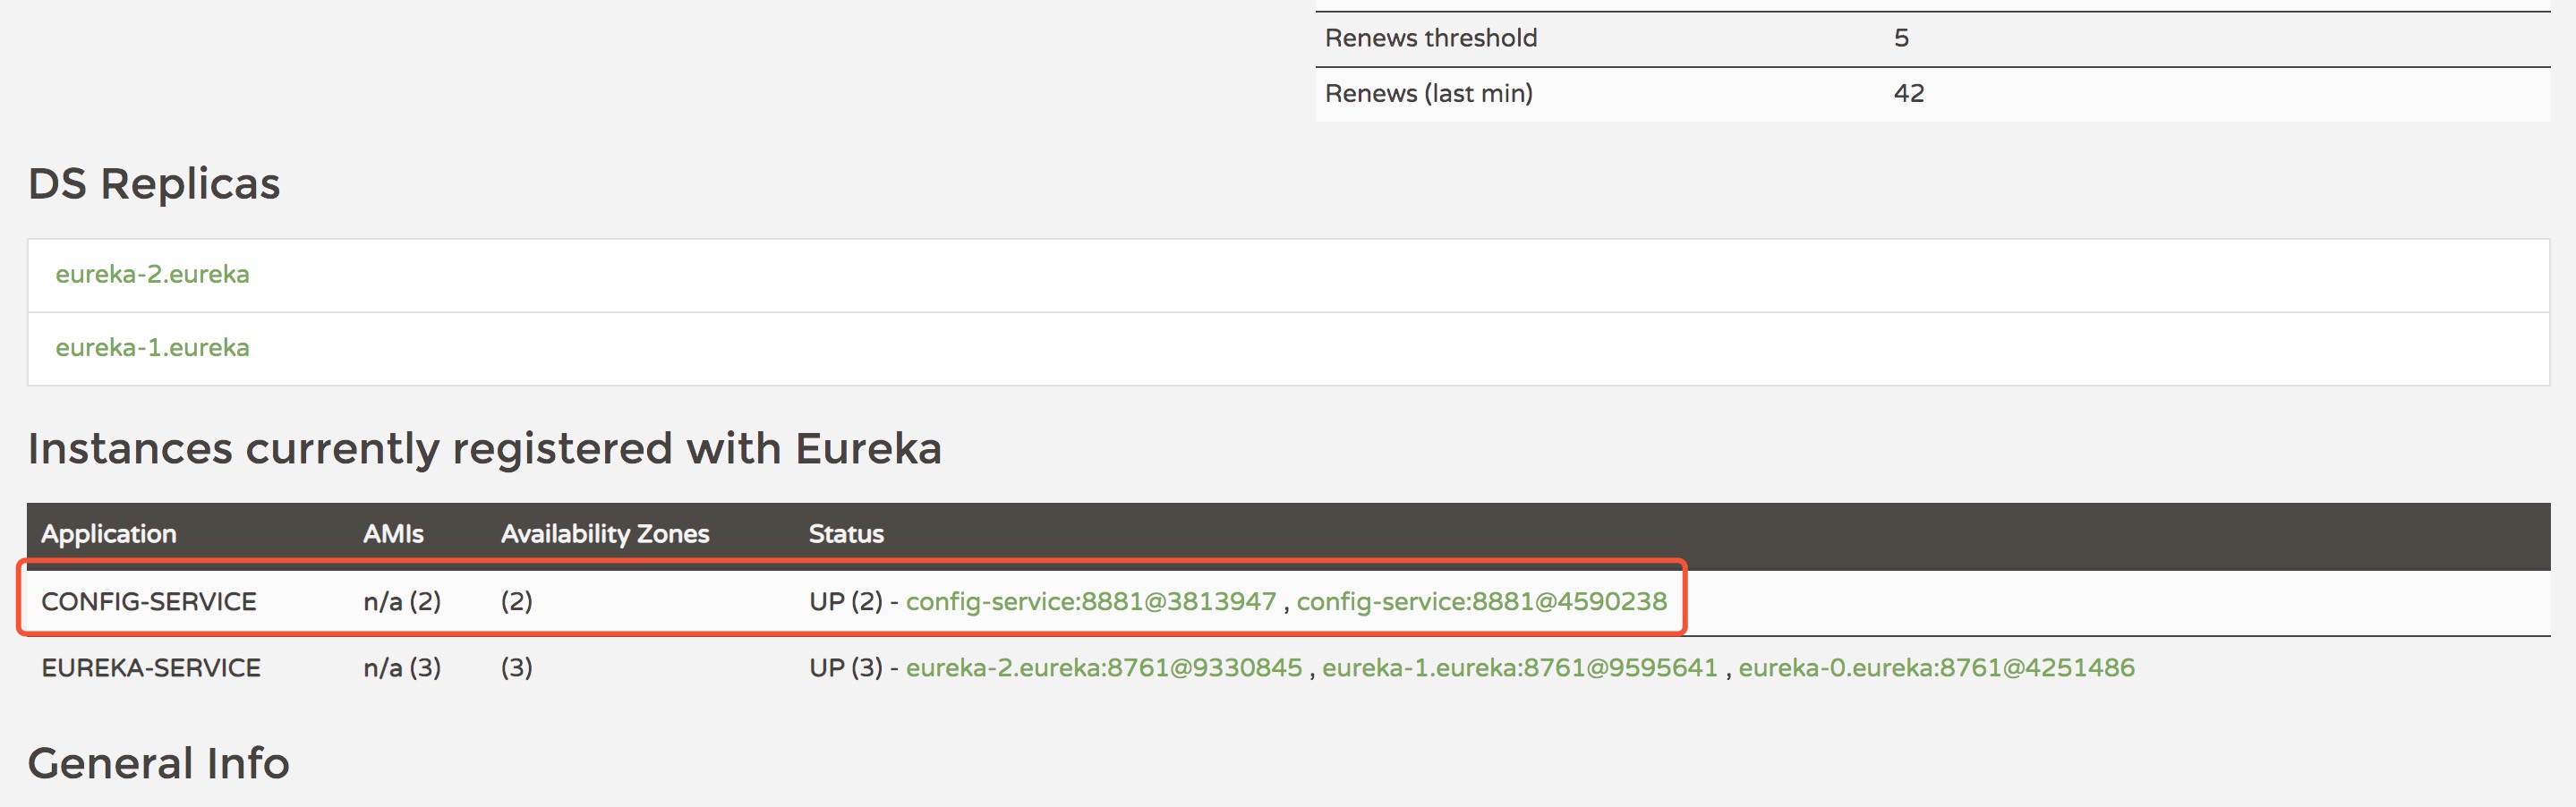 Renews threshold 5
Renews (last min) 42
DS Replicas
eureka-2.eureka
eureka-1.eureka
Instances currently registered with Eureka
Application AMIs Availability Zones Status
CONFIG-SERVICE n/a (2) (2) UP (2) - config-service:8881@3813947 , config-service:8881@4590238
EUREKA-SERVICE n/a (3) (3) UP (3) - eureka-2.eureka:8761@9330845 , eureka-1.eureka:8761@9595641 , eureka-0.eureka:8761@4251486
General Info